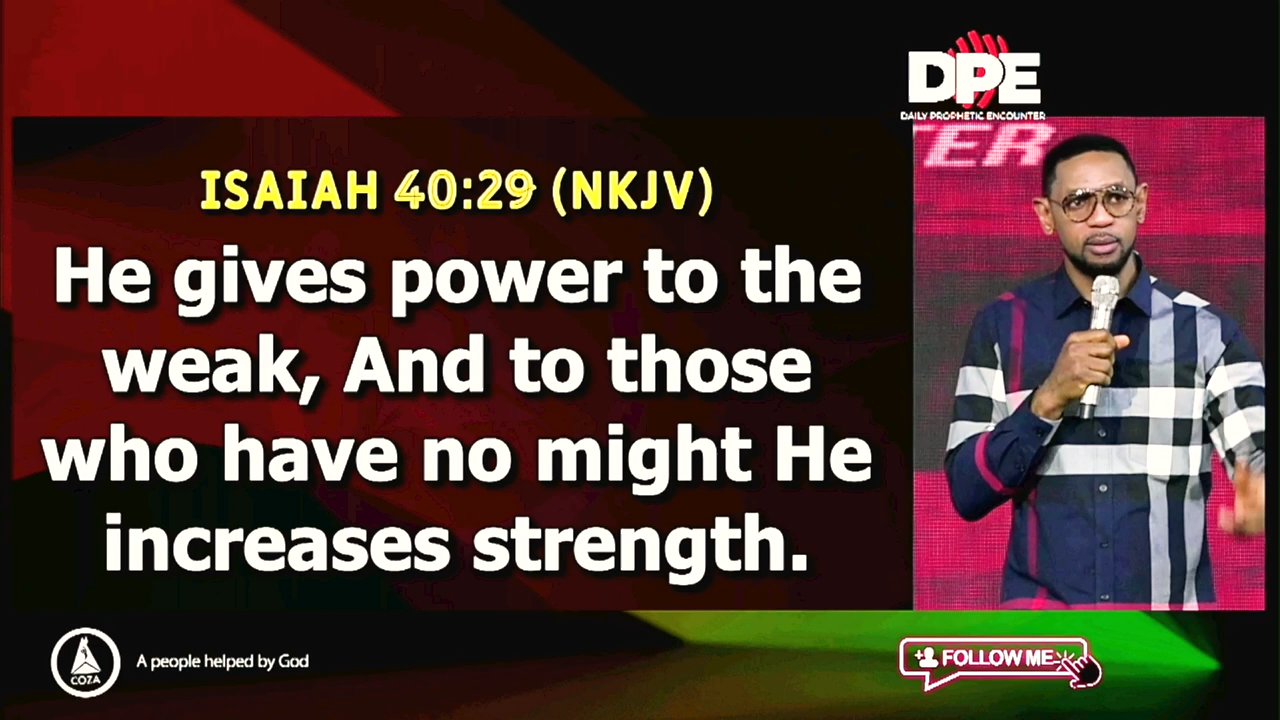 DPE
DAILY PROPHETIC ENCOUNTER
TER
ISAIAH 40:29 (NKJV)
He gives power to the
weak, And to those
who have no might He
increases strength.
COZA
A people helped by God
FOLLOW ME